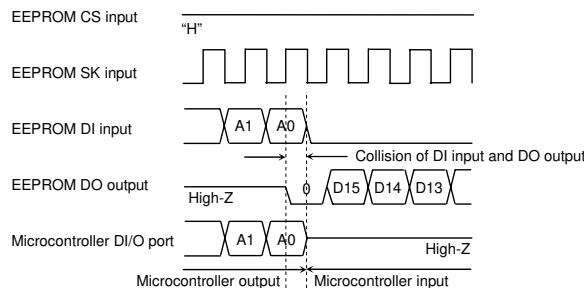 EEPROM CS input
“H”
EEPROM SK input
EEPROM DI input
A1 A0
Collision of DI input and DO output
EEPROM DO output
High-Z
0 D15 D14 D13
Microcontroller DI/O port
A1 A0
High-Z
Microcontroller output Microcontroller input